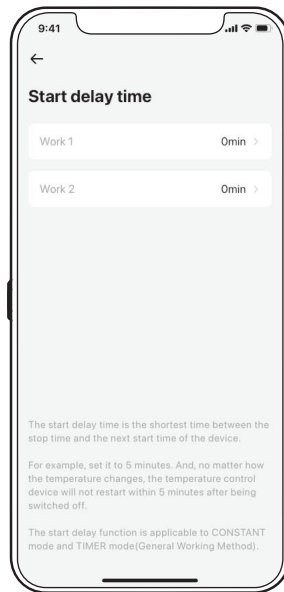 9:41
Start delay time
Work 1 0min >
Work 2 0min >
The start delay time is the shortest time between the
stop time and the next start time of the device.
For example, set it to 5 minutes. And, no matter how
the temperature changes, the temperature control
device will not restart within 5 minutes after being
switched off.
The start delay function is applicable to CONSTANT
mode and TIMER mode(General Working Method).